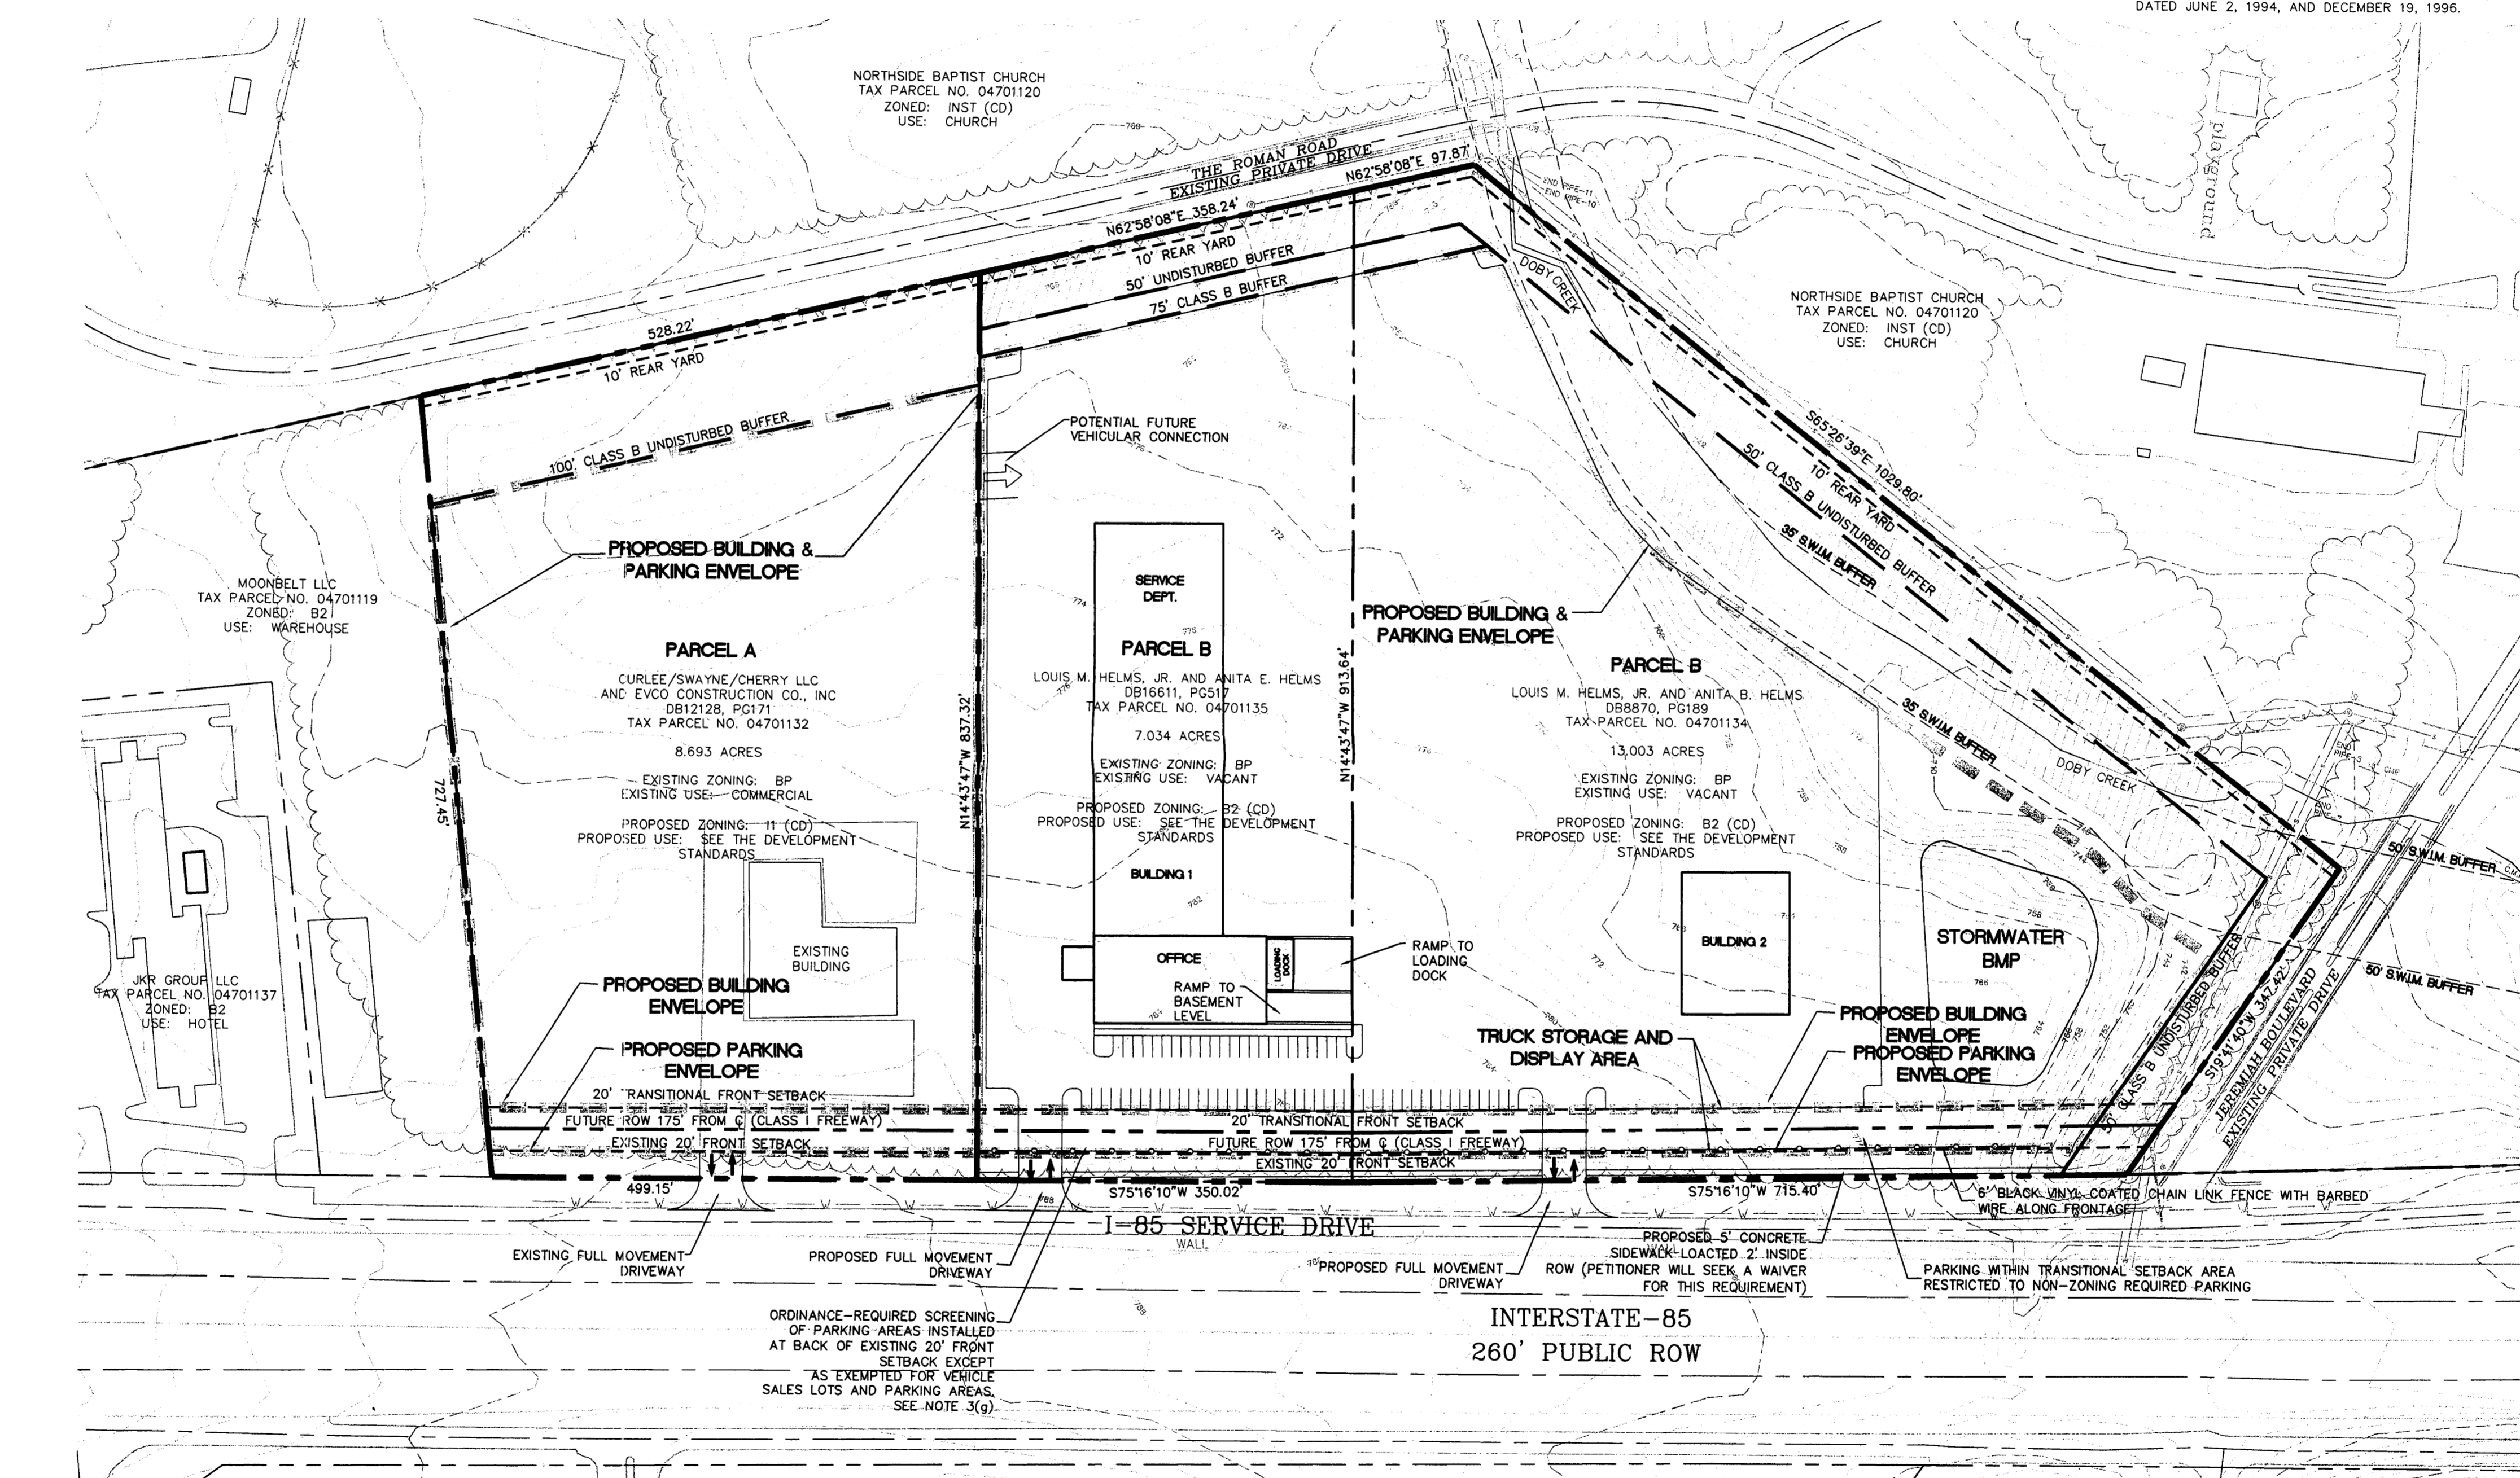 DATED JUNE 2, 1994, AND DECEMBER 19, 1996.
NORTHSIDE BAPTIST CHURCH
TAX PARCEL NO. 04701120
ZONED: INST (CD)
USE: CHURCH
playground
THE ROMAN ROAD
EXISTING PRIVATE DRIVE
N62°58'08"E 97.87'
N62°58'08"E 358.24'
10' REAR YARD
50' UNDISTURBED BUFFER
75' CLASS B BUFFER
END PIPE-11
END PIPE-10
DOBY CREEK
NORTHSIDE BAPTIST CHURCH
TAX PARCEL NO. 04701120
ZONED: INST (CD)
USE: CHURCH
528.22'
10' REAR YARD
100' CLASS B UNDISTURBED BUFFER
POTENTIAL FUTURE
VEHICULAR CONNECTION
S65°26'39"E 1029.80'
10' REAR YARD
50' CLASS B UNDISTURBED BUFFER
35' S.W.I.M. BUFFER
PROPOSED BUILDING &
PARKING ENVELOPE
MOONBELT LLC
TAX PARCEL NO. 04701119
ZONED: B2
USE: WAREHOUSE
SERVICE
DEPT.
PROPOSED BUILDING &
PARKING ENVELOPE
PARCEL A
CURLEE/SWAYNE/CHERRY LLC
AND EVCO CONSTRUCTION CO., INC
DB12128, PG171
TAX PARCEL NO. 04701132
8.693 ACRES
EXISTING ZONING: BP
EXISTING USE: COMMERCIAL
PROPOSED ZONING: I1 (CD)
PROPOSED USE: SEE THE DEVELOPMENT
STANDARDS
727.45'
N14°43'47"W 837.32'
PARCEL B
LOUIS M. HELMS, JR. AND ANITA E. HELMS
DB16611, PG517
TAX PARCEL NO. 04701135
7.034 ACRES
EXISTING ZONING: BP
EXISTING USE: VACANT
PROPOSED ZONING: B2 (CD)
PROPOSED USE: SEE THE DEVELOPMENT
STANDARDS
N14°43'47"W 913.64'
PARCEL B
LOUIS M. HELMS, JR. AND ANITA B. HELMS
DB8870, PG189
TAX PARCEL NO. 04701134
13.003 ACRES
EXISTING ZONING: BP
EXISTING USE: VACANT
PROPOSED ZONING: B2 (CD)
PROPOSED USE: SEE THE DEVELOPMENT
STANDARDS
35' S.W.I.M. BUFFER
DOBY CREEK
50' S.W.I.M. BUFFER
50' S.W.I.M. BUFFER
BUILDING 1
BUILDING 2
STORMWATER
BMP
EXISTING
BUILDING
OFFICE
LOADING
DOCK
RAMP TO
LOADING
DOCK
RAMP TO
BASEMENT
LEVEL
JKR GROUP LLC
TAX PARCEL NO. 04701137
ZONED: B2
USE: HOTEL
PROPOSED BUILDING
ENVELOPE
PROPOSED PARKING
ENVELOPE
TRUCK STORAGE AND
DISPLAY AREA
PROPOSED BUILDING
ENVELOPE
PROPOSED PARKING
ENVELOPE
50' CLASS B UNDISTURBED BUFFER
S19°41'40"W 347.42'
JEREMIAH BOULEVARD
EXISTING PRIVATE DRIVE
20' TRANSITIONAL FRONT SETBACK
FUTURE ROW 175' FROM ℄ (CLASS I FREEWAY)
EXISTING 20' FRONT SETBACK
20' TRANSITIONAL FRONT SETBACK
FUTURE ROW 175' FROM ℄ (CLASS I FREEWAY)
EXISTING 20' FRONT SETBACK
499.15'
S75°16'10"W 350.02'
S75°16'10"W 715.40'
6' BLACK VINYL COATED CHAIN LINK FENCE WITH BARBED
WIRE ALONG FRONTAGE
I-85 SERVICE DRIVE
WALL
EXISTING FULL MOVEMENT
DRIVEWAY
PROPOSED FULL MOVEMENT
DRIVEWAY
PROPOSED FULL MOVEMENT
DRIVEWAY
PROPOSED 5' CONCRETE
SIDEWALK LOACTED 2' INSIDE
ROW (PETITIONER WILL SEEK A WAIVER
FOR THIS REQUIREMENT)
PARKING WITHIN TRANSITIONAL SETBACK AREA
RESTRICTED TO NON-ZONING REQUIRED PARKING
ORDINANCE-REQUIRED SCREENING
OF PARKING AREAS INSTALLED
AT BACK OF EXISTING 20' FRONT
SETBACK EXCEPT
AS EXEMPTED FOR VEHICLE
SALES LOTS AND PARKING AREAS.
SEE NOTE 3(g)
INTERSTATE-85
260' PUBLIC ROW